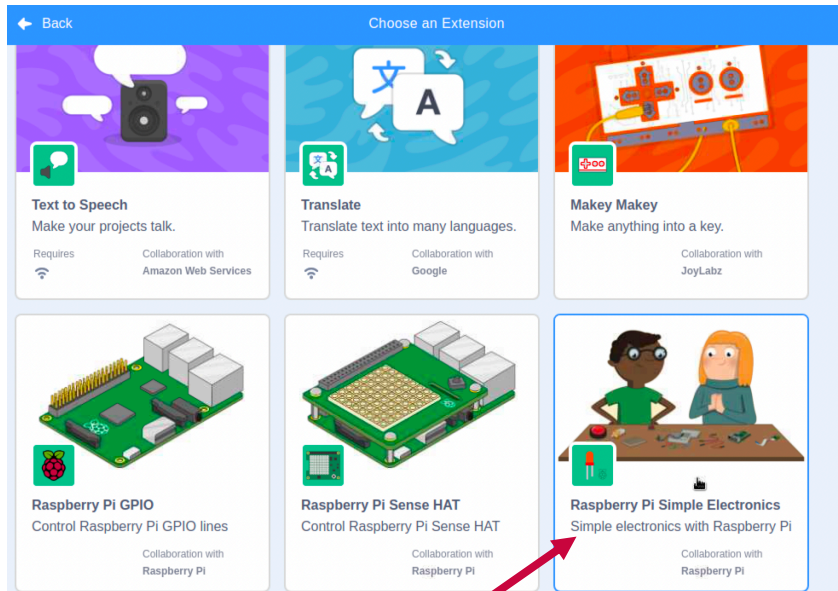 Back
Choose an Extension
文
A
文
A
Text to Speech
Make your projects talk.
Requires
Collaboration with
Amazon Web Services
Translate
Translate text into many languages.
Requires
Collaboration with
Google
Makey Makey
Make anything into a key.
Collaboration with
JoyLabz
Raspberry Pi GPIO
Control Raspberry Pi GPIO lines
Collaboration with
Raspberry Pi
Raspberry Pi Sense HAT
Control Raspberry Pi Sense HAT
Collaboration with
Raspberry Pi
Raspberry Pi Simple Electronics
Simple electronics with Raspberry Pi
Collaboration with
Raspberry Pi